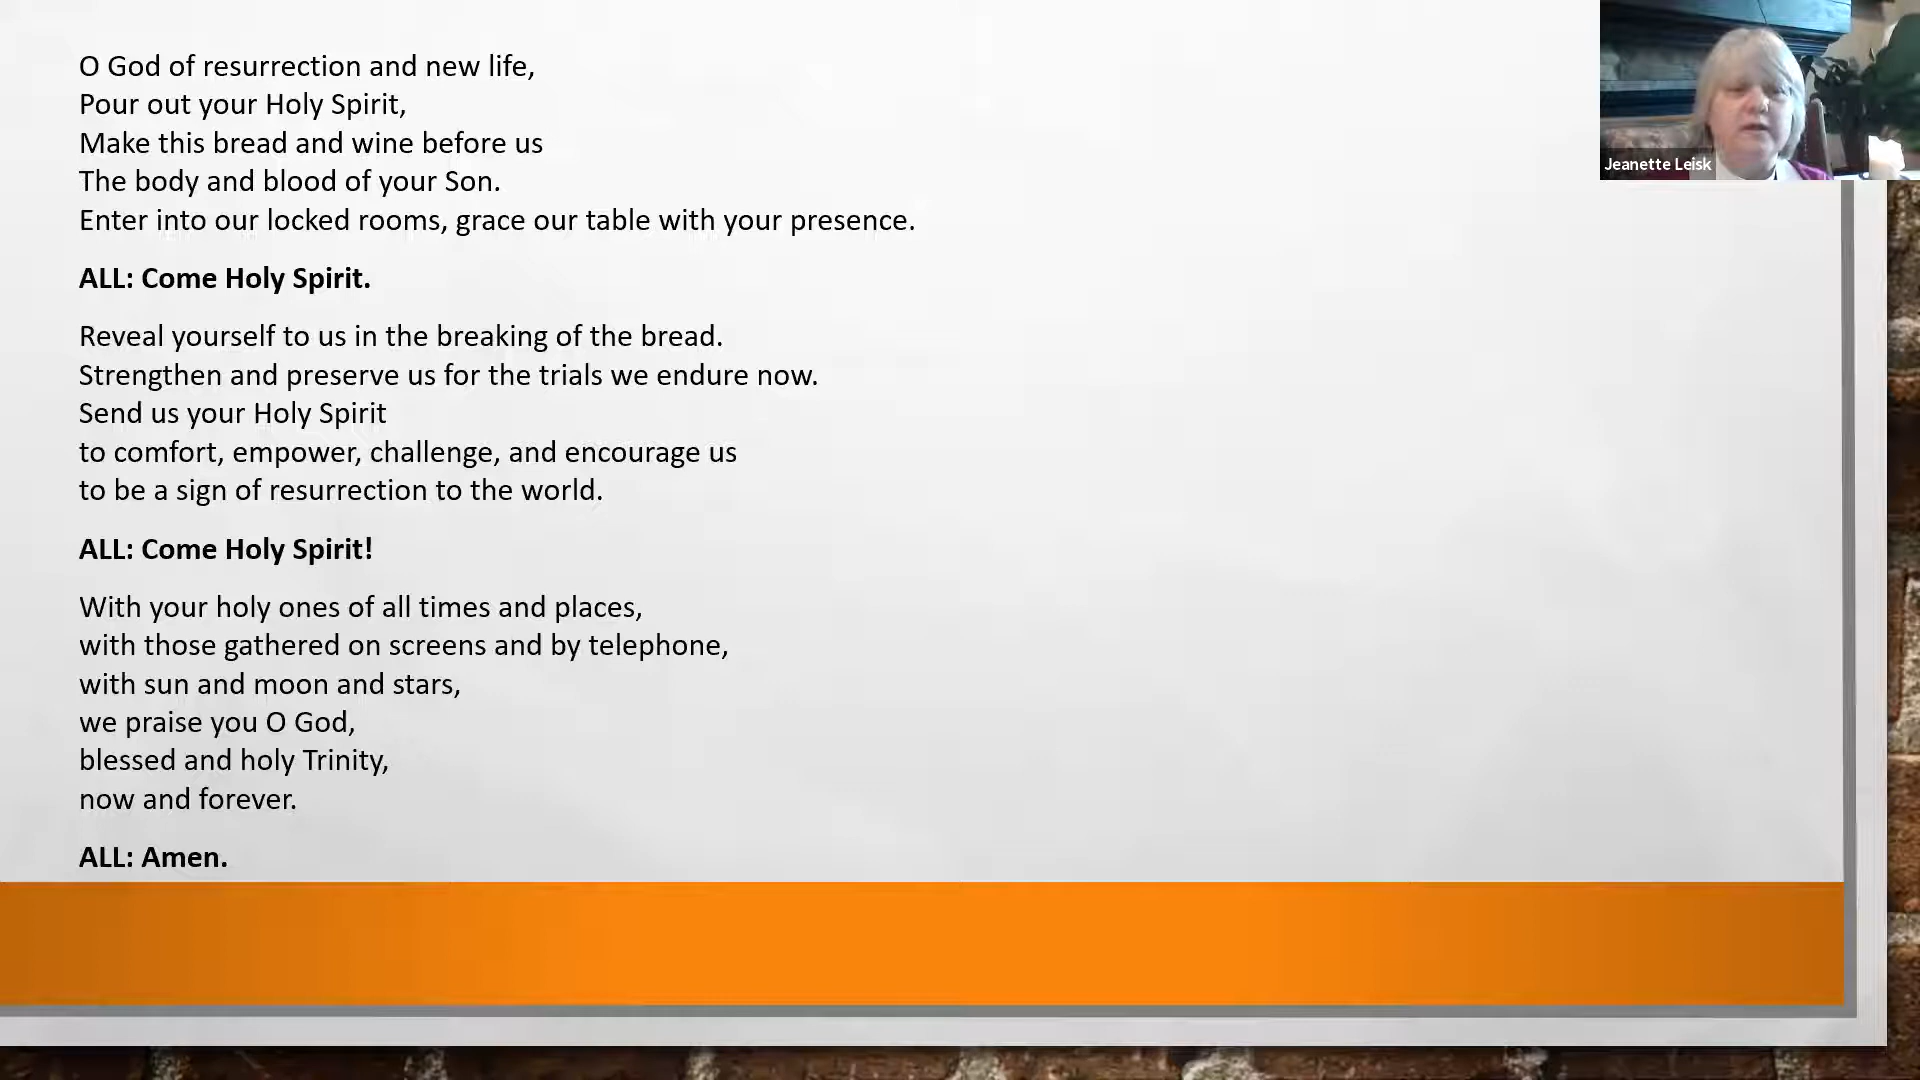 O God of resurrection and new life,
Pour out your Holy Spirit,
Make this bread and wine before us
The body and blood of your Son.
Enter into our locked rooms, grace our table with your presence.
ALL: Come Holy Spirit.
Reveal yourself to us in the breaking of the bread.
Strengthen and preserve us for the trials we endure now.
Send us your Holy Spirit
to comfort, empower, challenge, and encourage us
to be a sign of resurrection to the world.
ALL: Come Holy Spirit!
With your holy ones of all times and places,
with those gathered on screens and by telephone,
with sun and moon and stars,
we praise you O God,
blessed and holy Trinity,
now and forever.
ALL: Amen.
Jeanette Leisk